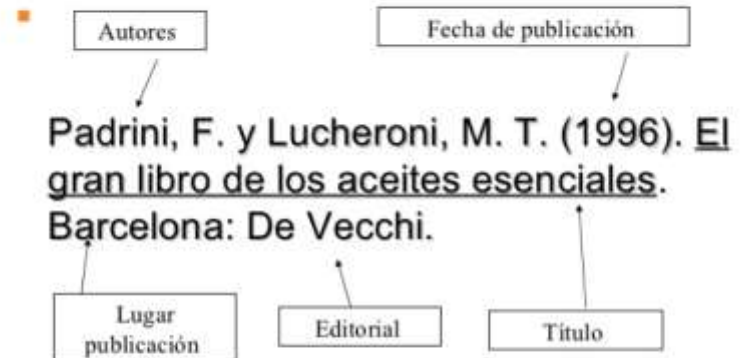 Autores
Fecha de publicación
Padrini, F. y Lucheroni, M. T. (1996). El
gran libro de los aceites esenciales.
Barcelona: De Vecchi.
Lugar
publicación
Editorial
Título